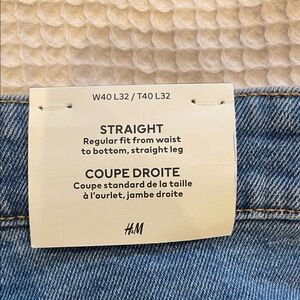 W40 L32 / T40 L32
STRAIGHT
Regular fit from waist
to bottom, straight leg
COUPE DROITE
Coupe standard de la taille
à l'ourlet, jambe droite
H&M